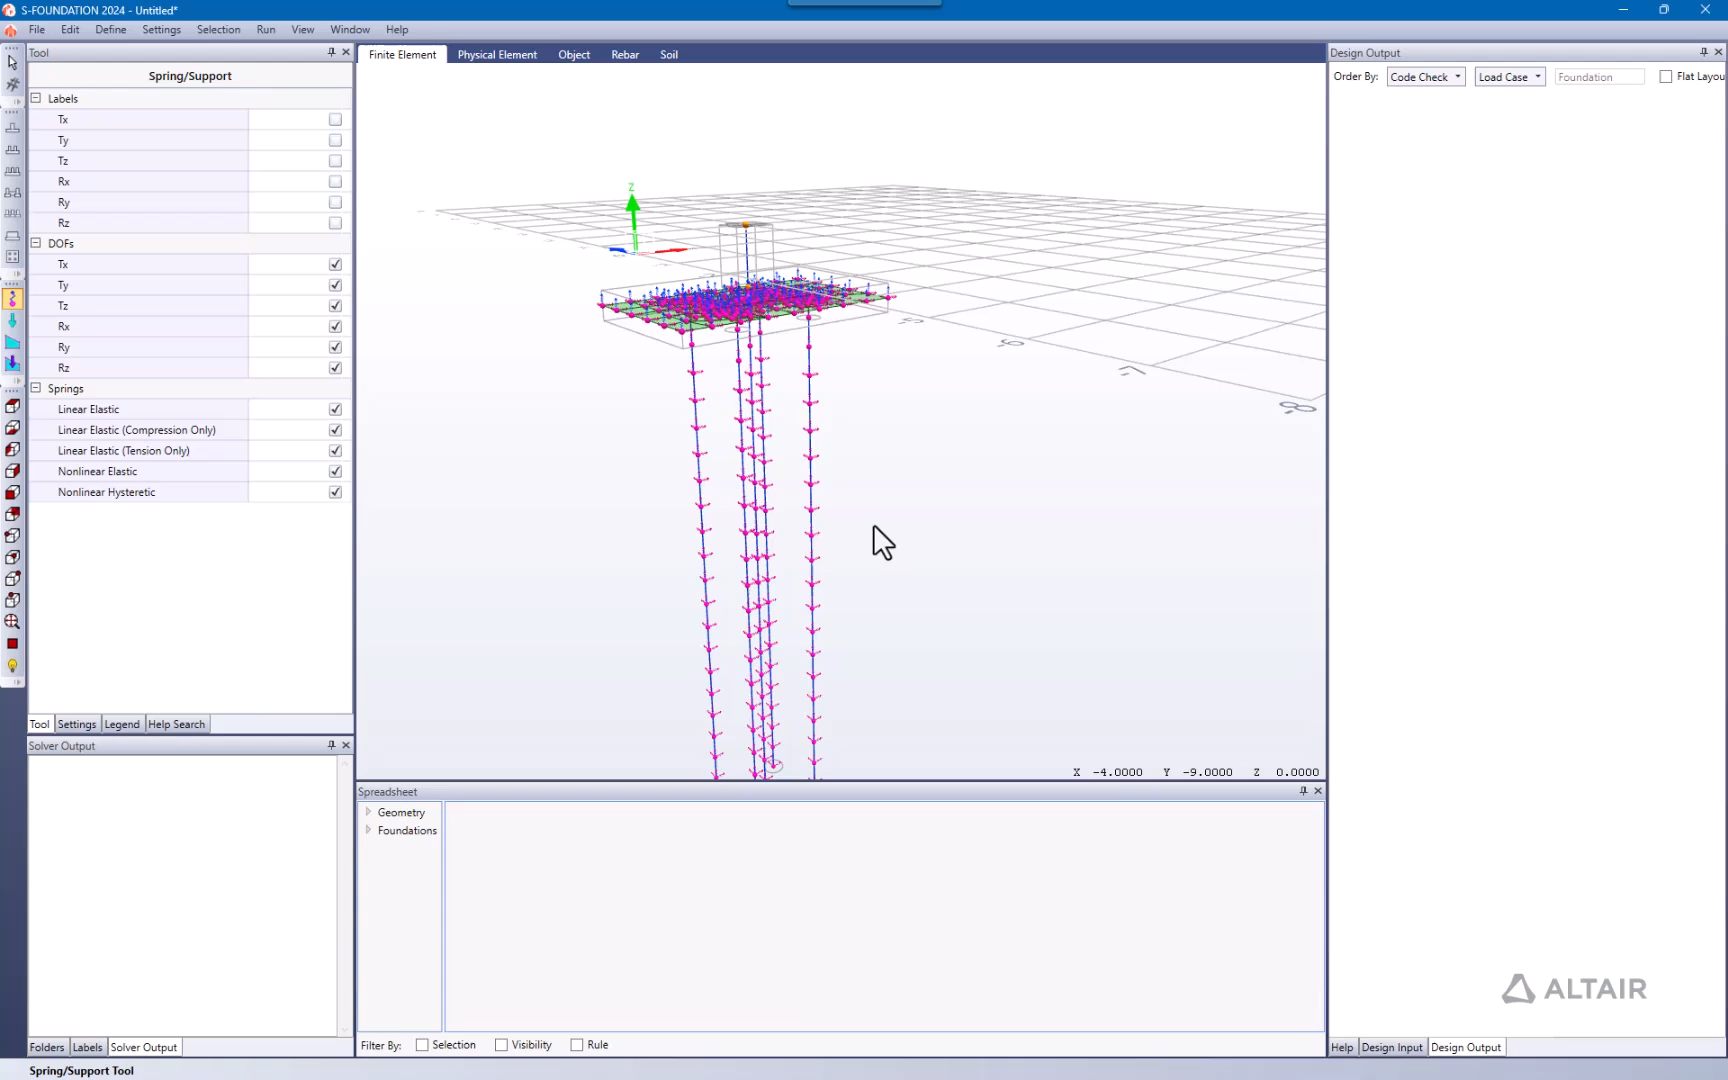 S-FOUNDATION 2024 - Untitled*
File Edit Define Settings Selection Run View Window Help
Tool
Spring/Support
Labels
Tx
Ty
Tz
Rx
Ry
Rz
DOFs
Tx
Ty
Tz
Rx
Ry
Rz
Springs
Linear Elastic
Linear Elastic (Compression Only)
Linear Elastic (Tension Only)
Nonlinear Elastic
Nonlinear Hysteretic
Tool Settings Legend Help Search
Solver Output
Folders Labels Solver Output
Finite Element Physical Element Object Rebar Soil
Z
X -4.0000 Y -9.0000 Z 0.0000
Spreadsheet
Geometry
Foundations
Filter By: Selection Visibility Rule
Design Output
Order By: Code Check Load Case Foundation Flat Layou
ALTAIR
Help Design Input Design Output
Spring/Support Tool